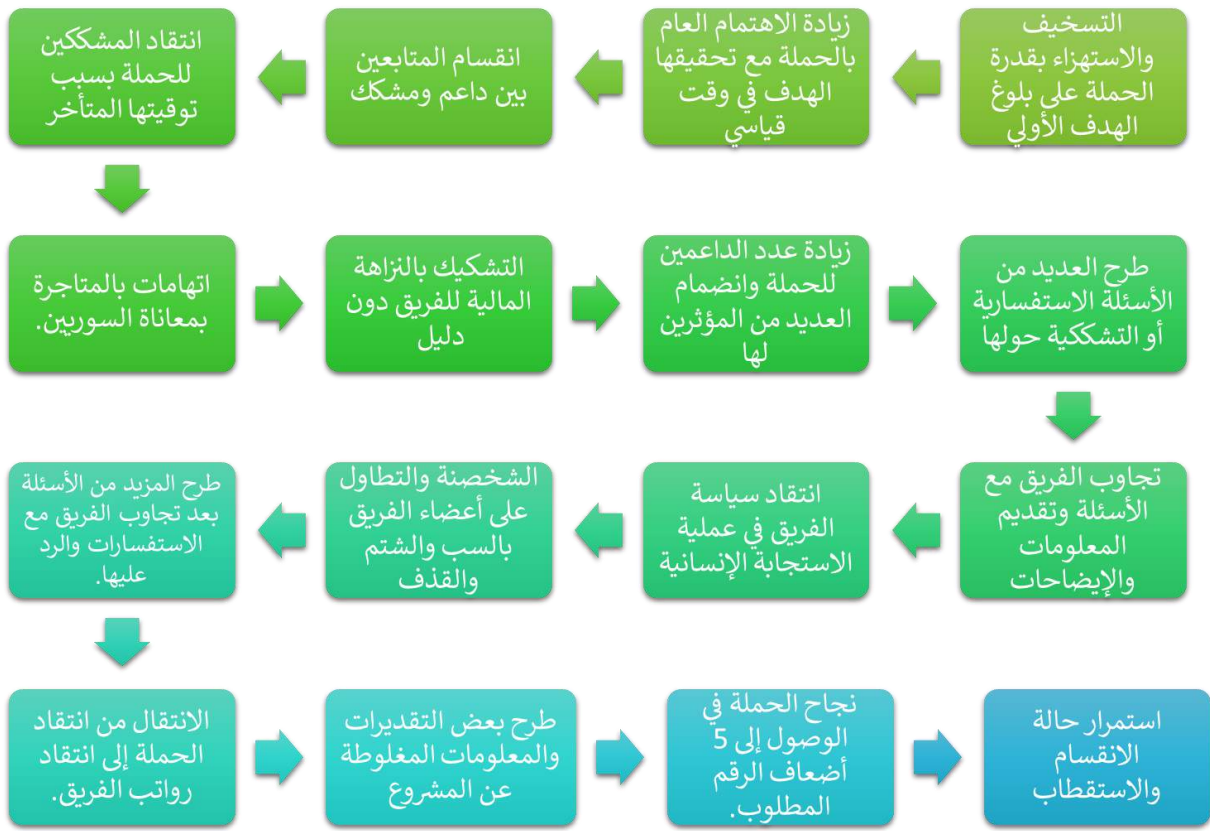 التسخيف
والاستهزاء بقدرة
الحملة على بلوغ
الهدف الأولي
زيادة الاهتمام العام
بالحملة مع تحقيقها
الهدف في وقت
قياسي
انقسام المتابعين
بين داعم ومشكك
انتقاد المشككين
للحملة بسبب
توقيتها المتأخر
اتهامات بالمتاجرة
بمعاناة السوريين.
التشكيك بالنزاهة
المالية للفريق دون
دليل
زيادة عدد الداعمين
للحملة وانضمام
العديد من المؤثرين
لها
طرح العديد من
الأسئلة الاستفسارية
أو التشككية حولها
تجاوب الفريق مع
الأسئلة وتقديم
المعلومات
والإيضاحات
انتقاد سياسة
الفريق في عملية
الاستجابة الإنسانية
الشخصنة والتطاول
على أعضاء الفريق
بالسب والشتم
والقذف
طرح المزيد من الأسئلة
بعد تجاوب الفريق مع
الاستفسارات والرد
عليها.
الانتقال من انتقاد
الحملة إلى انتقاد
رواتب الفريق.
طرح بعض التقديرات
والمعلومات المغلوطة
عن المشروع
نجاح الحملة في
الوصول إلى 5
أضعاف الرقم
المطلوب.
استمرار حالة
الانقسام
والاستقطاب